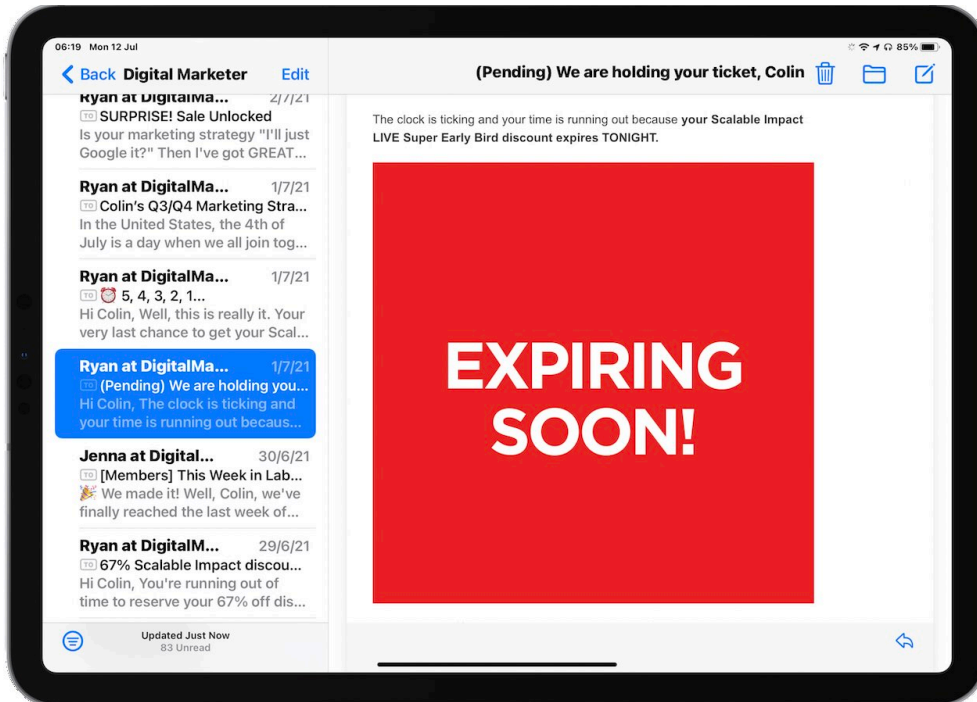 06:19 Mon 12 Jul
85%
Back Digital Marketer Edit
(Pending) We are holding your ticket, Colin
Ryan at DigitalMa... 2/7/21
TO SURPRISE! Sale Unlocked
Is your marketing strategy "I'll just
Google it?" Then I've got GREAT...
Ryan at DigitalMa... 1/7/21
TO Colin's Q3/Q4 Marketing Stra...
In the United States, the 4th of
July is a day when we all join tog...
Ryan at DigitalMa... 1/7/21
TO ⏰ 5, 4, 3, 2, 1...
Hi Colin, Well, this is really it. Your
very last chance to get your Scal...
Ryan at DigitalMa... 1/7/21
TO (Pending) We are holding you...
Hi Colin, The clock is ticking and
your time is running out becaus...
Jenna at Digital... 30/6/21
TO [Members] This Week in Lab...
🎉 We made it! Well, Colin, we've
finally reached the last week of...
Ryan at DigitalM... 29/6/21
TO 67% Scalable Impact discou...
Hi Colin, You're running out of
time to reserve your 67% off dis...
Updated Just Now
83 Unread
The clock is ticking and your time is running out because your Scalable Impact
LIVE Super Early Bird discount expires TONIGHT.
EXPIRING
SOON!